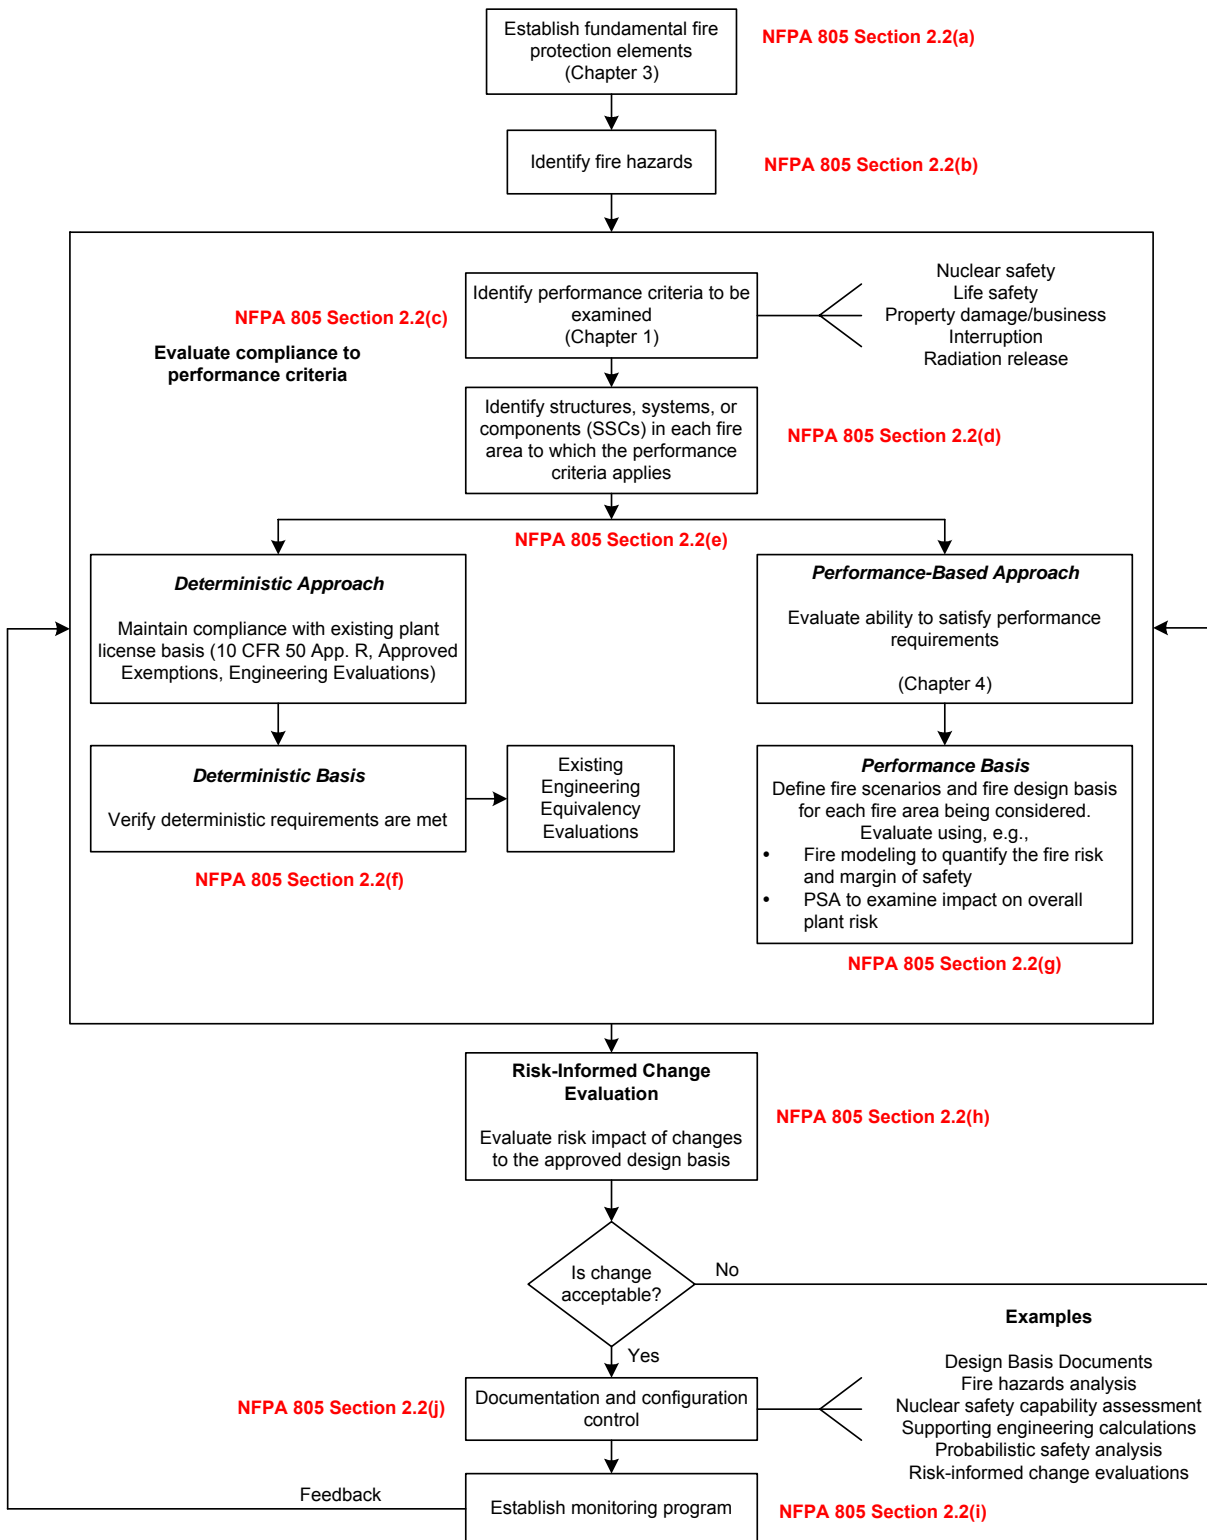 Establish fundamental fire
protection elements
(Chapter 3)
NFPA 805 Section 2.2(a)
Identify fire hazards
NFPA 805 Section 2.2(b)
NFPA 805 Section 2.2(c)
Evaluate compliance to
performance criteria
Identify performance criteria to be
examined
(Chapter 1)
Nuclear safety
Life safety
Property damage/business
Interruption
Radiation release
Identify structures, systems, or
components (SSCs) in each fire
area to which the performance
criteria applies
NFPA 805 Section 2.2(d)
NFPA 805 Section 2.2(e)
Deterministic Approach
Maintain compliance with existing plant
license basis (10 CFR 50 App. R, Approved
Exemptions, Engineering Evaluations)
Performance-Based Approach
Evaluate ability to satisfy performance
requirements
(Chapter 4)
Deterministic Basis
Verify deterministic requirements are met
Existing
Engineering
Equivalency
Evaluations
NFPA 805 Section 2.2(f)
Performance Basis
Define fire scenarios and fire design basis
for each fire area being considered.
Evaluate using, e.g.,
• Fire modeling to quantify the fire risk
and margin of safety
• PSA to examine impact on overall
plant risk
NFPA 805 Section 2.2(g)
Risk-Informed Change
Evaluation
Evaluate risk impact of changes
to the approved design basis
NFPA 805 Section 2.2(h)
Is change
acceptable?
No
Yes
Examples
Design Basis Documents
Fire hazards analysis
Nuclear safety capability assessment
Supporting engineering calculations
Probabilistic safety analysis
Risk-informed change evaluations
NFPA 805 Section 2.2(j)
Documentation and configuration
control
Feedback
Establish monitoring program
NFPA 805 Section 2.2(i)